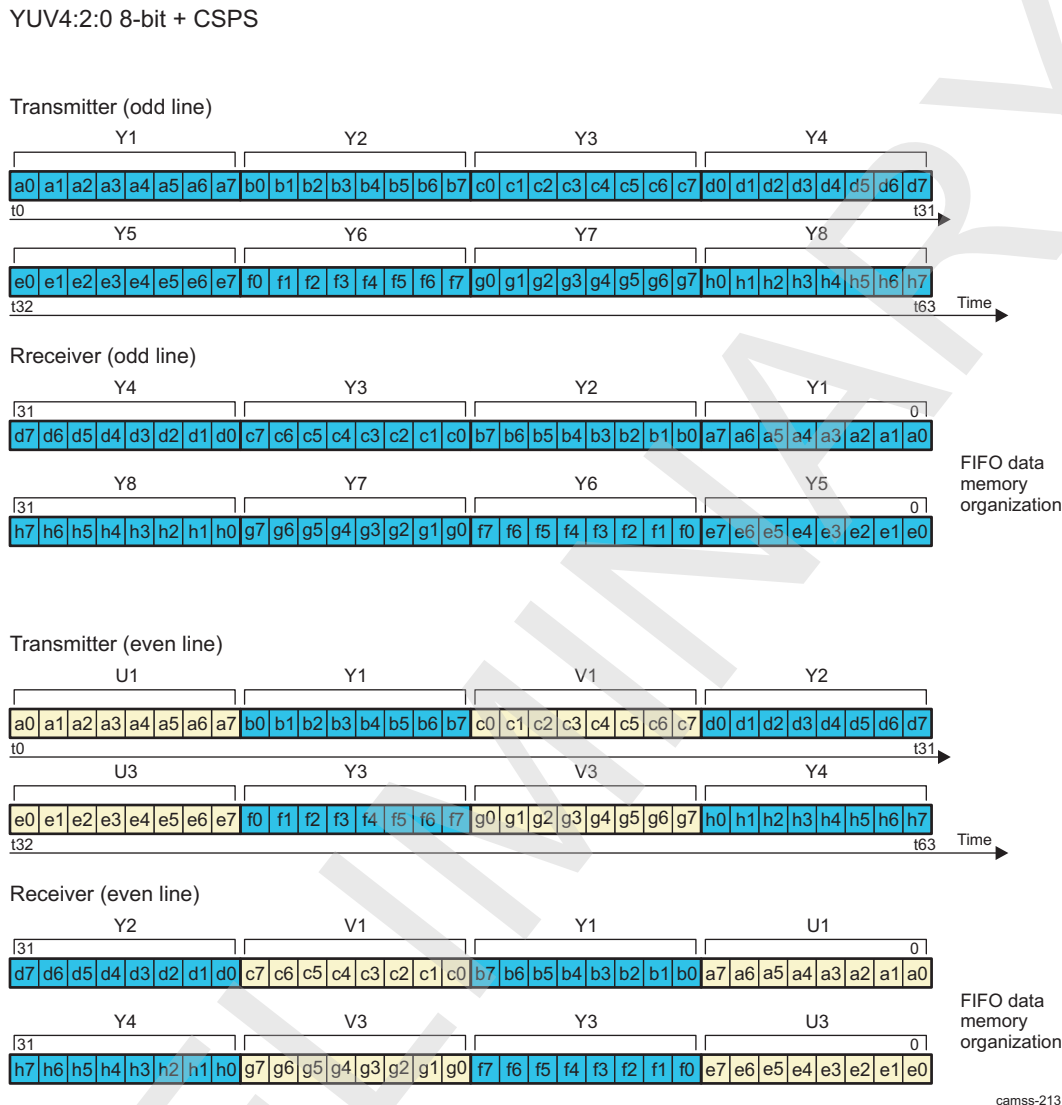 YUV4:2:0 8-bit + CSPS
Transmitter (odd line)
Y1 Y2 Y3 Y4
a0 a1 a2 a3 a4 a5 a6 a7 b0 b1 b2 b3 b4 b5 b6 b7 c0 c1 c2 c3 c4 c5 c6 c7 d0 d1 d2 d3 d4 d5 d6 d7
t0 t31
Y5 Y6 Y7 Y8
e0 e1 e2 e3 e4 e5 e6 e7 f0 f1 f2 f3 f4 f5 f6 f7 g0 g1 g2 g3 g4 g5 g6 g7 h0 h1 h2 h3 h4 h5 h6 h7
t32 t63 Time
Rreceiver (odd line)
Y4 Y3 Y2 Y1
31 0
d7 d6 d5 d4 d3 d2 d1 d0 c7 c6 c5 c4 c3 c2 c1 c0 b7 b6 b5 b4 b3 b2 b1 b0 a7 a6 a5 a4 a3 a2 a1 a0
FIFO data
memory
organization
Y8 Y7 Y6 Y5
31 0
h7 h6 h5 h4 h3 h2 h1 h0 g7 g6 g5 g4 g3 g2 g1 g0 f7 f6 f5 f4 f3 f2 f1 f0 e7 e6 e5 e4 e3 e2 e1 e0
Transmitter (even line)
U1 Y1 V1 Y2
a0 a1 a2 a3 a4 a5 a6 a7 b0 b1 b2 b3 b4 b5 b6 b7 c0 c1 c2 c3 c4 c5 c6 c7 d0 d1 d2 d3 d4 d5 d6 d7
t0 t31
U3 Y3 V3 Y4
e0 e1 e2 e3 e4 e5 e6 e7 f0 f1 f2 f3 f4 f5 f6 f7 g0 g1 g2 g3 g4 g5 g6 g7 h0 h1 h2 h3 h4 h5 h6 h7
t32 t63 Time
Receiver (even line)
Y2 V1 Y1 U1
31 0
d7 d6 d5 d4 d3 d2 d1 d0 c7 c6 c5 c4 c3 c2 c1 c0 b7 b6 b5 b4 b3 b2 b1 b0 a7 a6 a5 a4 a3 a2 a1 a0
FIFO data
memory
organization
Y4 V3 Y3 U3
31 0
h7 h6 h5 h4 h3 h2 h1 h0 g7 g6 g5 g4 g3 g2 g1 g0 f7 f6 f5 f4 f3 f2 f1 f0 e7 e6 e5 e4 e3 e2 e1 e0
camss-213